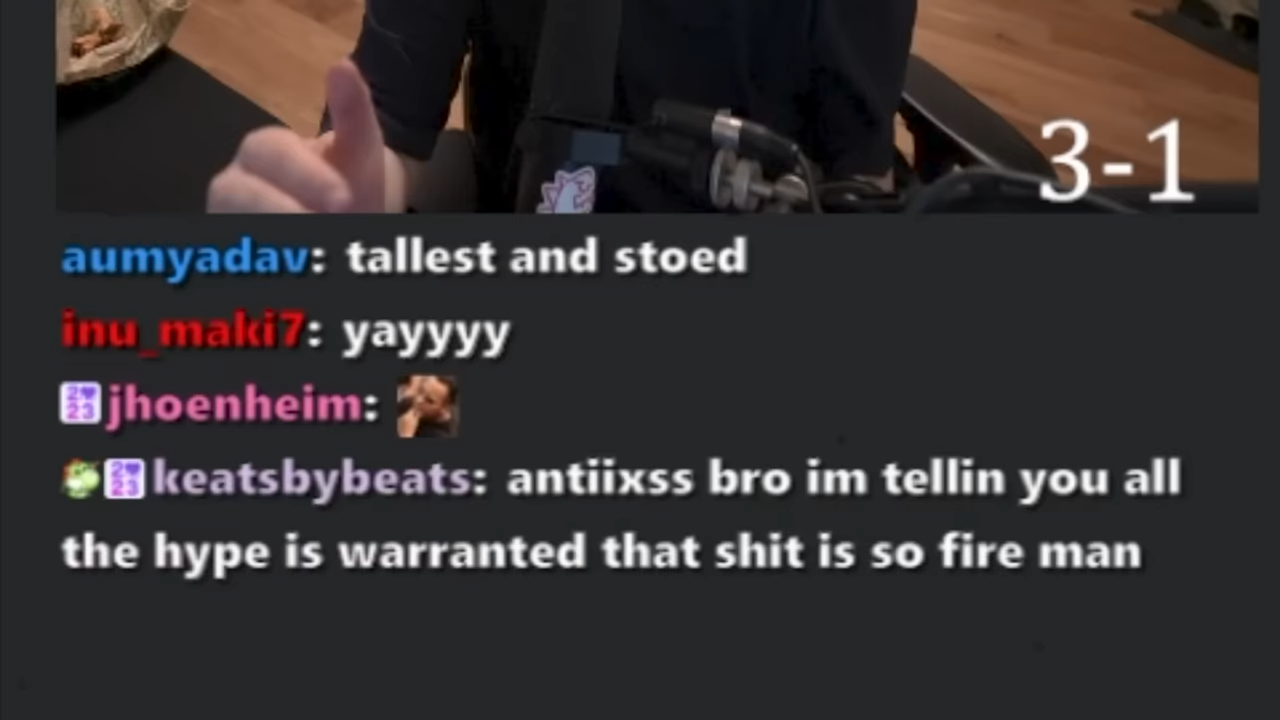 3-1
aumyadav: tallest and stoed
inu_maki7: yayyyy
jhoenheim:
keatsbybeats: antiixss bro im tellin you all
the hype is warranted that shit is so fire man